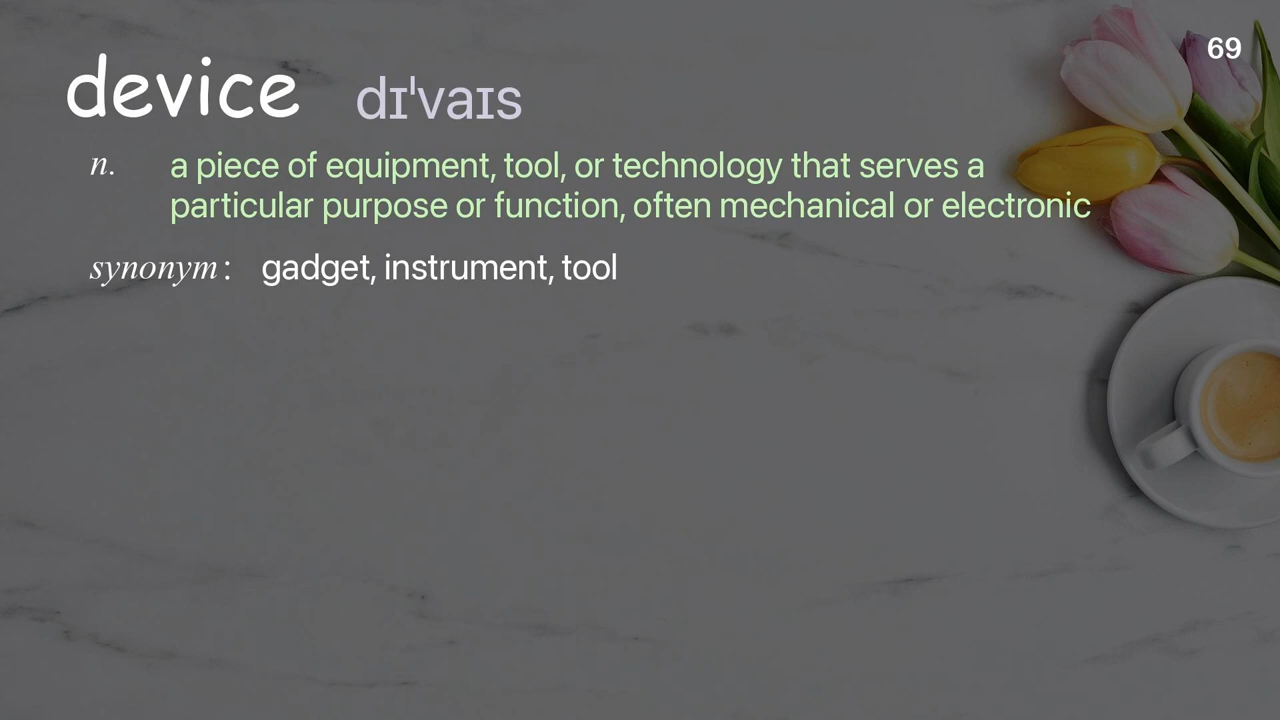 69
device dɪˈvaɪs
n. a piece of equipment, tool, or technology that serves a
particular purpose or function, often mechanical or electronic
synonym: gadget, instrument, tool